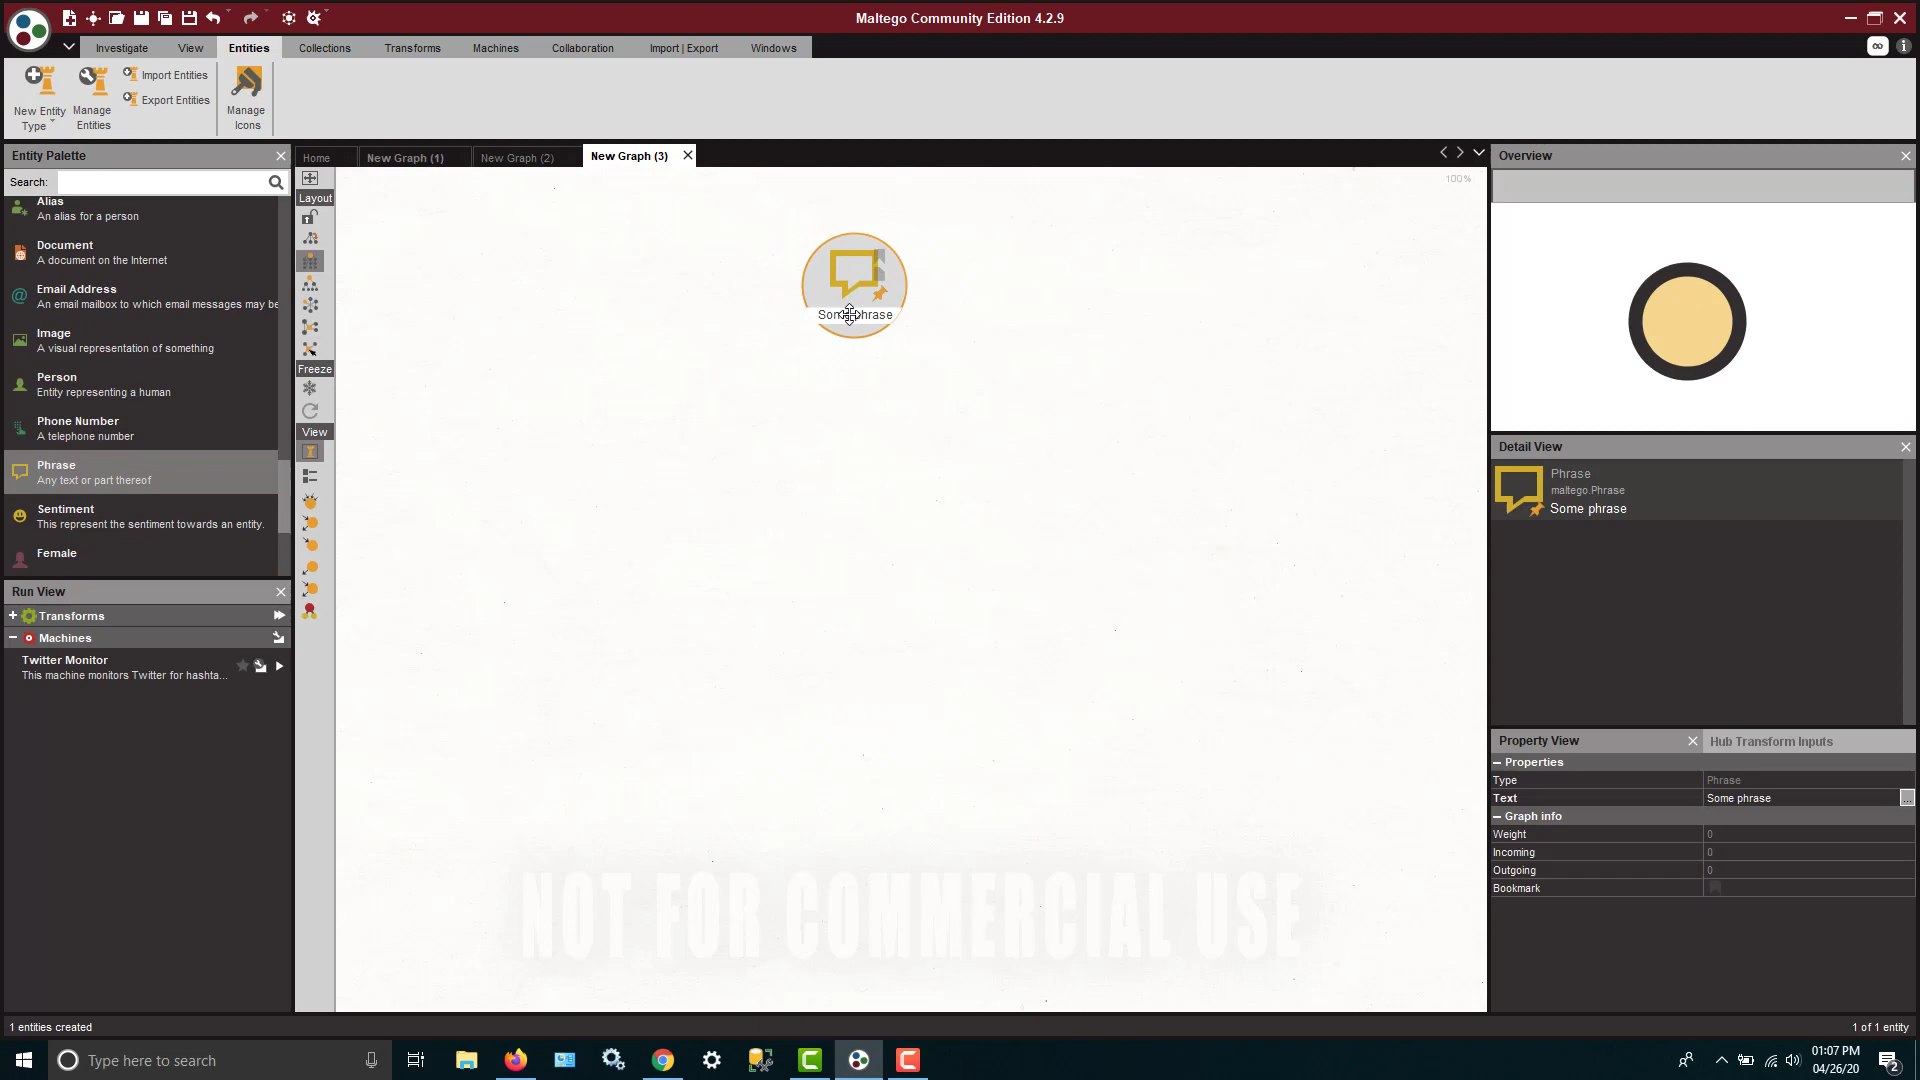 Maltego Community Edition 4.2.9
Investigate View Entities Collections Transforms Machines Collaboration Import | Export Windows
New Entity Type
Manage Entities
Import Entities
Export Entities
Manage Icons
Entity Palette
Search:
Alias
An alias for a person
Document
A document on the Internet
Email Address
An email mailbox to which email messages may be
Image
A visual representation of something
Person
Entity representing a human
Phone Number
A telephone number
Phrase
Any text or part thereof
Sentiment
This represent the sentiment towards an entity.
Female
Run View
Transforms
Machines
Twitter Monitor
This machine monitors Twitter for hashta...
Home New Graph (1) New Graph (2) New Graph (3)
Layout
Freeze
View
100%
Some phrase
NOT FOR COMMERCIAL USE
Overview
Detail View
Phrase
maltego.Phrase
Some phrase
Property View Hub Transform Inputs
Properties
Type Phrase
Text Some phrase
Graph info
Weight 0
Incoming 0
Outgoing 0
Bookmark
1 entities created
1 of 1 entity
Type here to search
01:07 PM
04/26/20
2